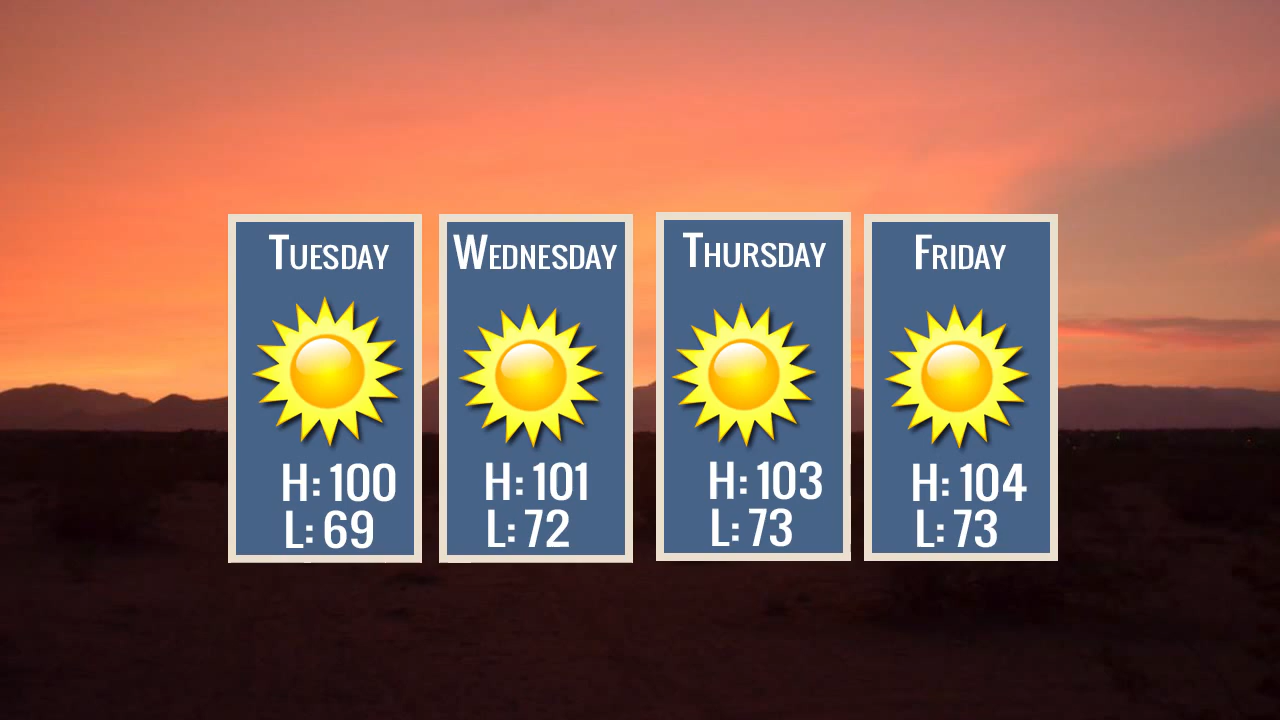 Tuesday
H: 100
L: 69
Wednesday
H: 101
L: 72
Thursday
H: 103
L: 73
Friday
H: 104
L: 73